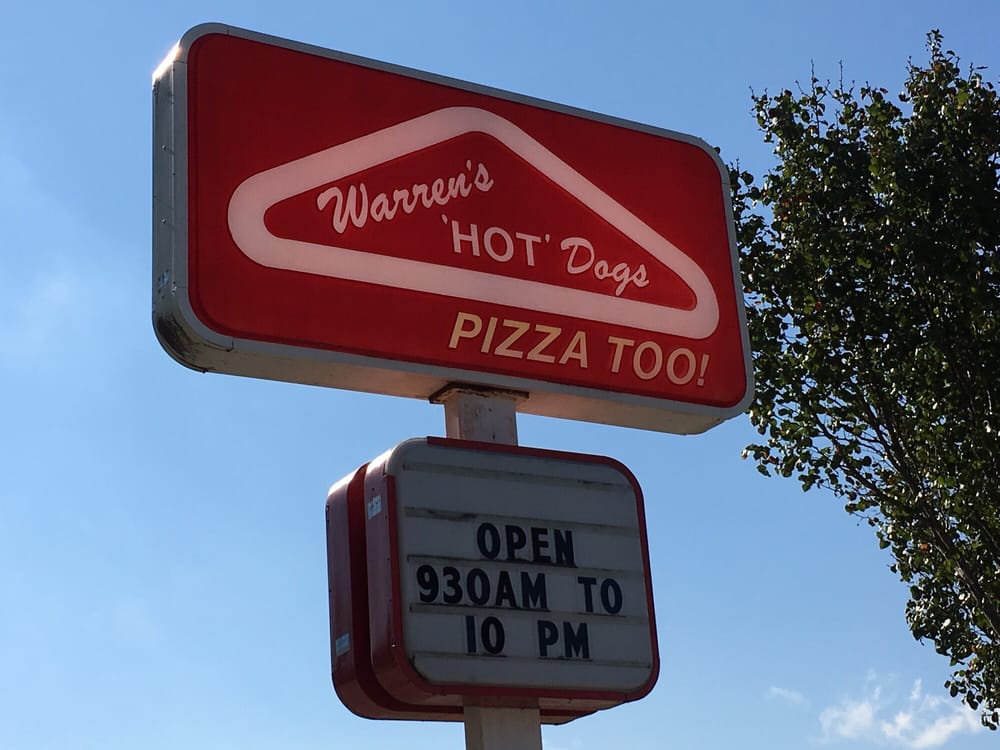 Warren's
'HOT' Dogs
PIZZA TOO!
OPEN
930AM TO
10 PM